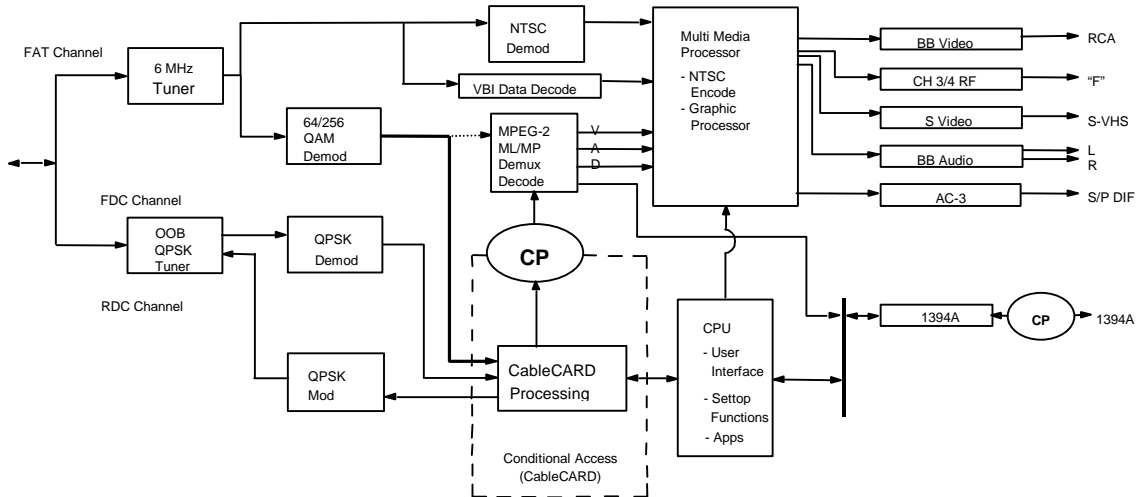 FAT Channel
6 MHz
Tuner
NTSC
Demod
VBI Data Decode
64/256
QAM
Demod
MPEG-2
ML/MP
Demux
Decode
V
A
D
Multi Media
Processor
- NTSC
Encode
- Graphic
Processor
BB Video
RCA
CH 3/4 RF
“F”
S Video
S-VHS
BB Audio
L
R
AC-3
S/P DIF
FDC Channel
OOB
QPSK
Tuner
QPSK
Demod
CP
RDC Channel
QPSK
Mod
CableCARD
Processing
Conditional Access
(CableCARD)
CPU
- User
Interface
- Settop
Functions
- Apps
1394A
CP
1394A